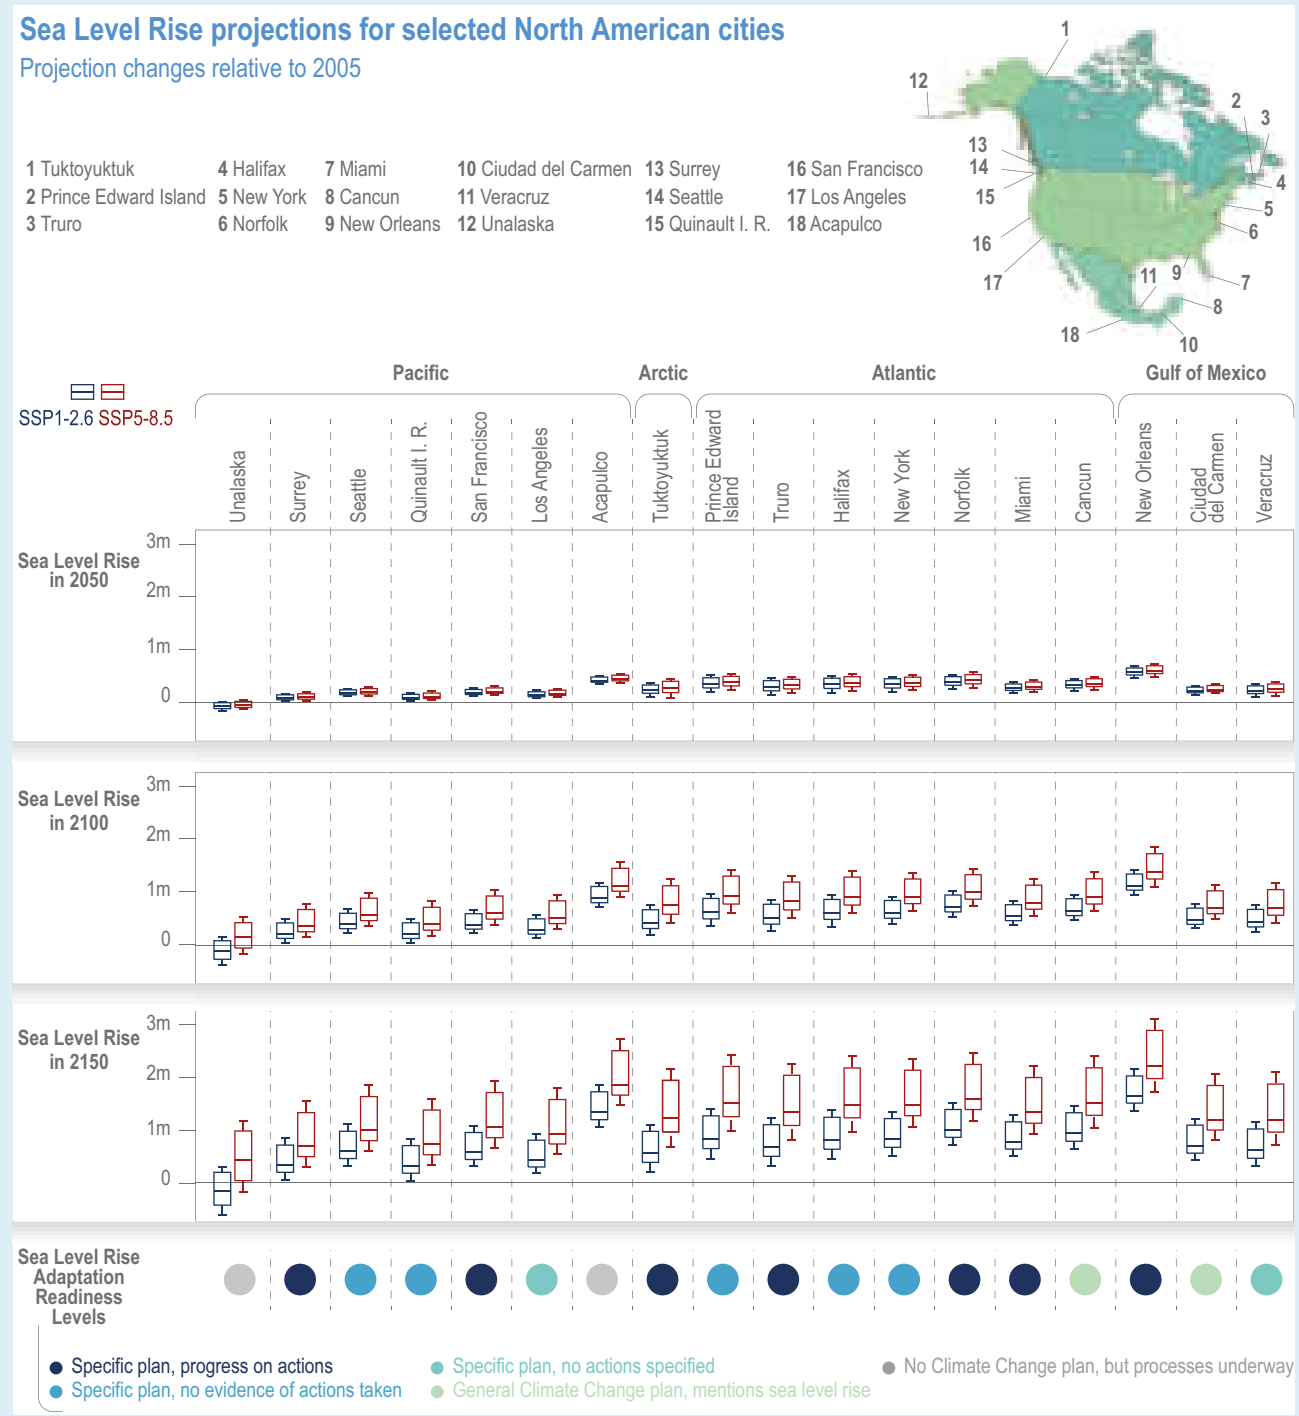 Sea Level Rise projections for selected North American cities
Projection changes relative to 2005
1 Tuktoyuktuk
2 Prince Edward Island
3 Truro
4 Halifax
5 New York
6 Norfolk
7 Miami
8 Cancun
9 New Orleans
10 Ciudad del Carmen
11 Veracruz
12 Unalaska
13 Surrey
14 Seattle
15 Quinault I. R.
16 San Francisco
17 Los Angeles
18 Acapulco
1
12
2
3
13
14
4
15
5
6
16
9
11
17
7
8
18
10
SSP1-2.6 SSP5-8.5
Pacific
Arctic
Atlantic
Gulf of Mexico
Unalaska
Surrey
Seattle
Quinault I. R.
San Francisco
Los Angeles
Acapulco
Tuktoyuktuk
Prince Edward
Island
Truro
Halifax
New York
Norfolk
Miami
Cancun
New Orleans
Ciudad
del Carmen
Veracruz
Sea Level Rise
in 2050
3m
2m
1m
0
Sea Level Rise
in 2100
3m
2m
1m
0
Sea Level Rise
in 2150
3m
2m
1m
0
Sea Level Rise
Adaptation
Readiness
Levels
Specific plan, progress on actions
Specific plan, no evidence of actions taken
Specific plan, no actions specified
General Climate Change plan, mentions sea level rise
No Climate Change plan, but processes underway